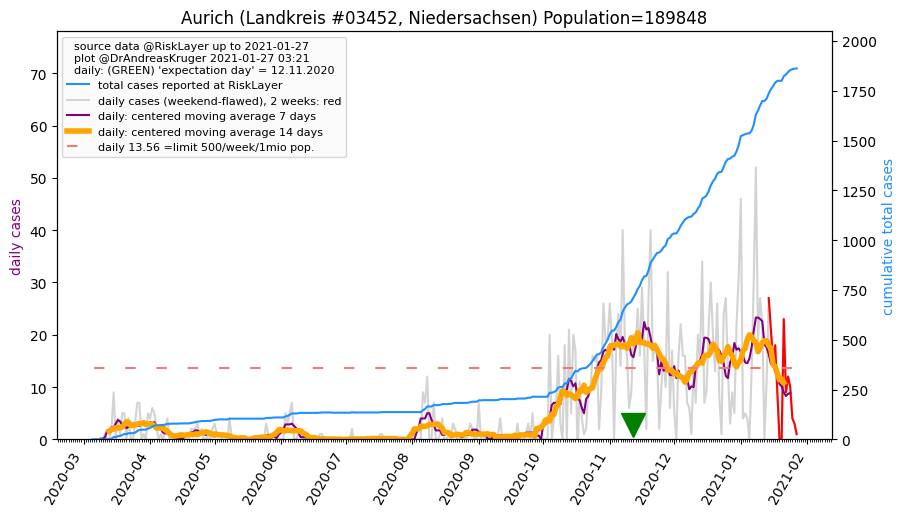 Aurich (Landkreis #03452, Niedersachsen) Population=189848
source data @RiskLayer up to 2021-01-27
plot @DrAndreasKruger 2021-01-27 03:21
daily: (GREEN) 'expectation day' = 12.11.2020
total cases reported at RiskLayer
daily cases (weekend-flawed), 2 weeks: red
daily: centered moving average 7 days
daily: centered moving average 14 days
daily 13.56 =limit 500/week/1mio pop.
daily cases
70
60
50
40
30
20
10
0
cumulative total cases
2000
1750
1500
1250
1000
750
500
250
0
2020-03
2020-04
2020-05
2020-06
2020-07
2020-08
2020-09
2020-10
2020-11
2020-12
2021-01
2021-02